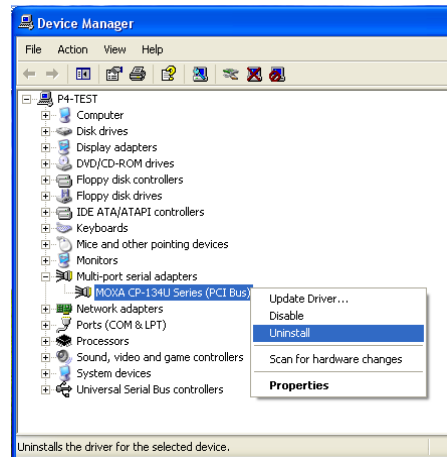 Device Manager
File Action View Help
P4-TEST
Computer
Disk drives
Display adapters
DVD/CD-ROM drives
Floppy disk controllers
Floppy disk drives
IDE ATA/ATAPI controllers
Keyboards
Mice and other pointing devices
Monitors
Multi-port serial adapters
MOXA CP-134U Series (PCI Bus)
Network adapters
Ports (COM & LPT)
Processors
Sound, video and game controllers
System devices
Universal Serial Bus controllers
Update Driver...
Disable
Uninstall
Scan for hardware changes
Properties
Uninstalls the driver for the selected device.